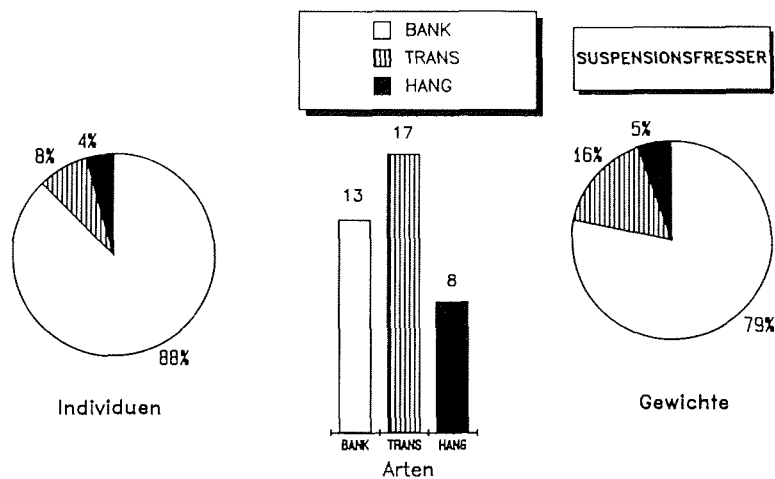 BANK
TRANS
HANG
SUSPENSIONSFRESSER
8%
4%
88%
Individuen
13
17
8
BANK TRANS HANG
Arten
16%
5%
79%
Gewichte